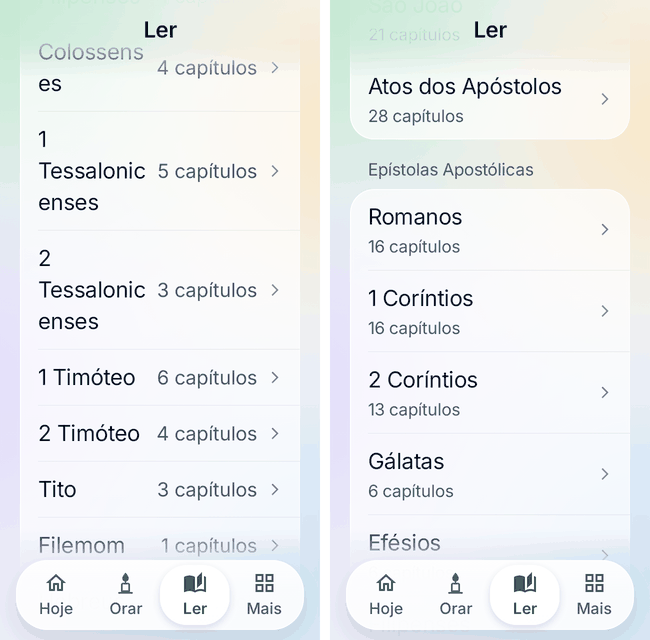 Ler
Colossens
es
4 capítulos
1
Tessalonic
enses
5 capítulos
2
Tessalonic
enses
3 capítulos
1 Timóteo
6 capítulos
2 Timóteo
4 capítulos
Tito
3 capítulos
Filemom
1 capítulos
Hoje
Orar
Ler
Mais
São João
21 capítulos
Ler
Atos dos Apóstolos
28 capítulos
Epístolas Apostólicas
Romanos
16 capítulos
1 Coríntios
16 capítulos
2 Coríntios
13 capítulos
Gálatas
6 capítulos
Efésios
Hoje
Orar
Ler
Mais